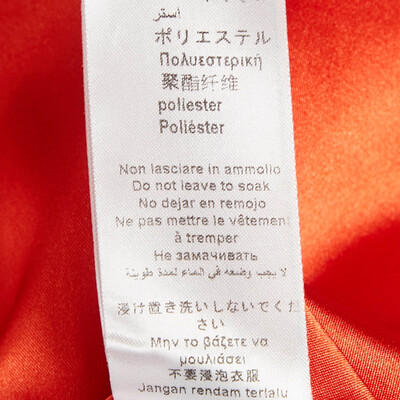 استر
ポリエステル
Πολυεστερική
聚酯纤维
poliester
Poliéster
Non lasciare in ammollo
Do not leave to soak
No dejar en remojo
Ne pas mettre le vêtement
à tremper
Не замачивать
لا يجب وضعه في الماء لمدة طويلة
浸け置き洗いしないでくだ
さい
Μην το βάζετε να
μουλιάσει
不要浸泡衣服
Jangan rendam terlalu